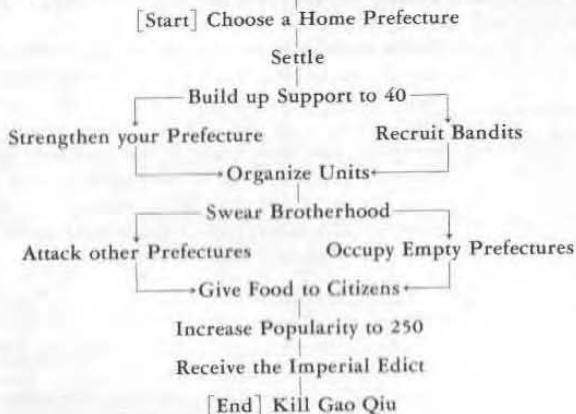 [Start] Choose a Home Prefecture
Settle
Build up Support to 40
Strengthen your Prefecture Recruit Bandits
Organize Units
Swear Brotherhood
Attack other Prefectures Occupy Empty Prefectures
Give Food to Citizens
Increase Popularity to 250
Receive the Imperial Edict
[End] Kill Gao Qiu